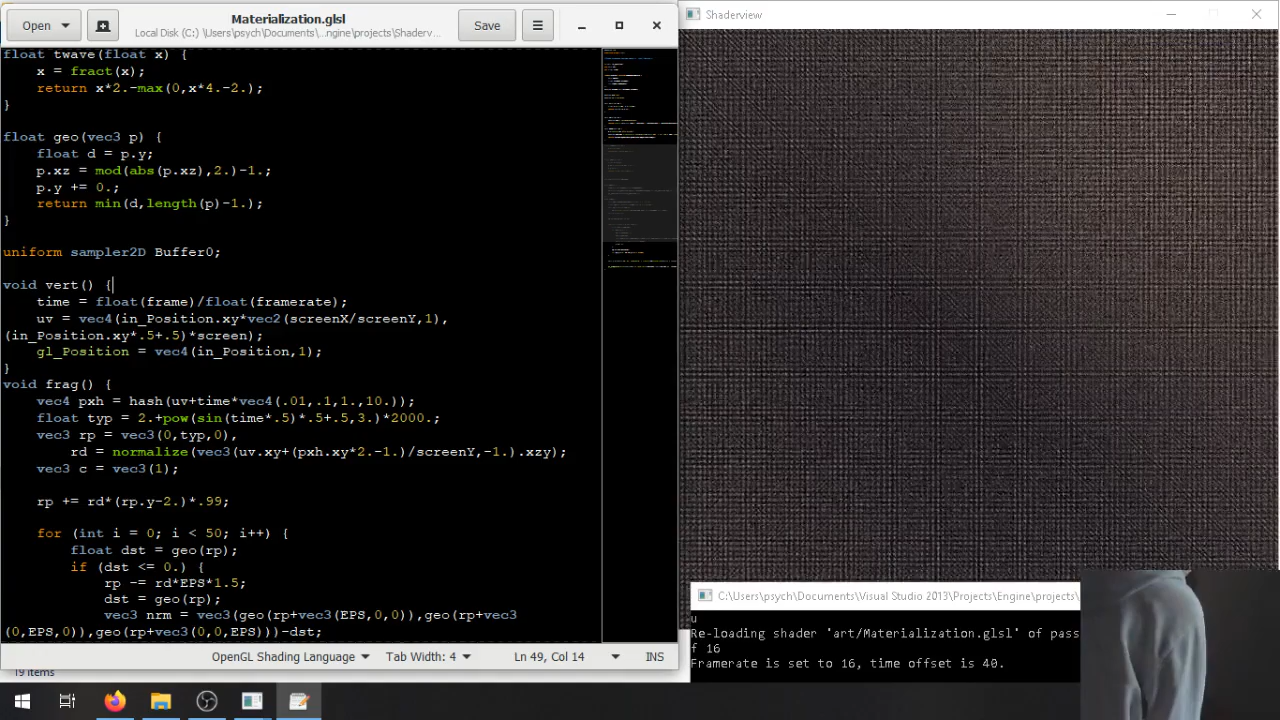 Open
Materialization.glsl
Local Disk (C:) \Users\psych\Documents\...ngine\projects\Shaderv...
Save
Shaderview
float twave(float x) {
x = fract(x);
return x*2.-max(0,x*4.-2.);
}
float geo(vec3 p) {
float d = p.y;
p.xz = mod(abs(p.xz),2.)-1.;
p.y += 0.;
return min(d,length(p)-1.);
}
uniform sampler2D Buffer0;
void vert() {
time = float(frame)/float(framerate);
uv = vec4(in_Position.xy*vec2(screenX/screenY,1),
(in_Position.xy*.5+.5)*screen);
gl_Position = vec4(in_Position,1);
}
void frag() {
vec4 pxh = hash(uv+time*vec4(.01,.1,1.,10.));
float typ = 2.+pow(sin(time*.5)*.5+.5,3.)*2000.;
vec3 rp = vec3(0,typ,0),
rd = normalize(vec3(uv.xy+(pxh.xy*2.-1.)/screenY,-1.).xzy);
vec3 c = vec3(1);
rp += rd*(rp.y-2.)*.99;
for (int i = 0; i < 50; i++) {
float dst = geo(rp);
if (dst <= 0.) {
rp -= rd*EPS*1.5;
dst = geo(rp);
vec3 nrm = vec3(geo(rp+vec3(EPS,0,0)),geo(rp+vec3
(0,EPS,0)),geo(rp+vec3(0,0,EPS)))-dst;
OpenGL Shading Language
Tab Width: 4
Ln 49, Col 14
INS
19 items
C:\Users\psych\Documents\Visual Studio 2013\Projects\Engine\projects\
u
Re-loading shader 'art/Materialization.glsl' of pass
f 16
Framerate is set to 16, time offset is 40.